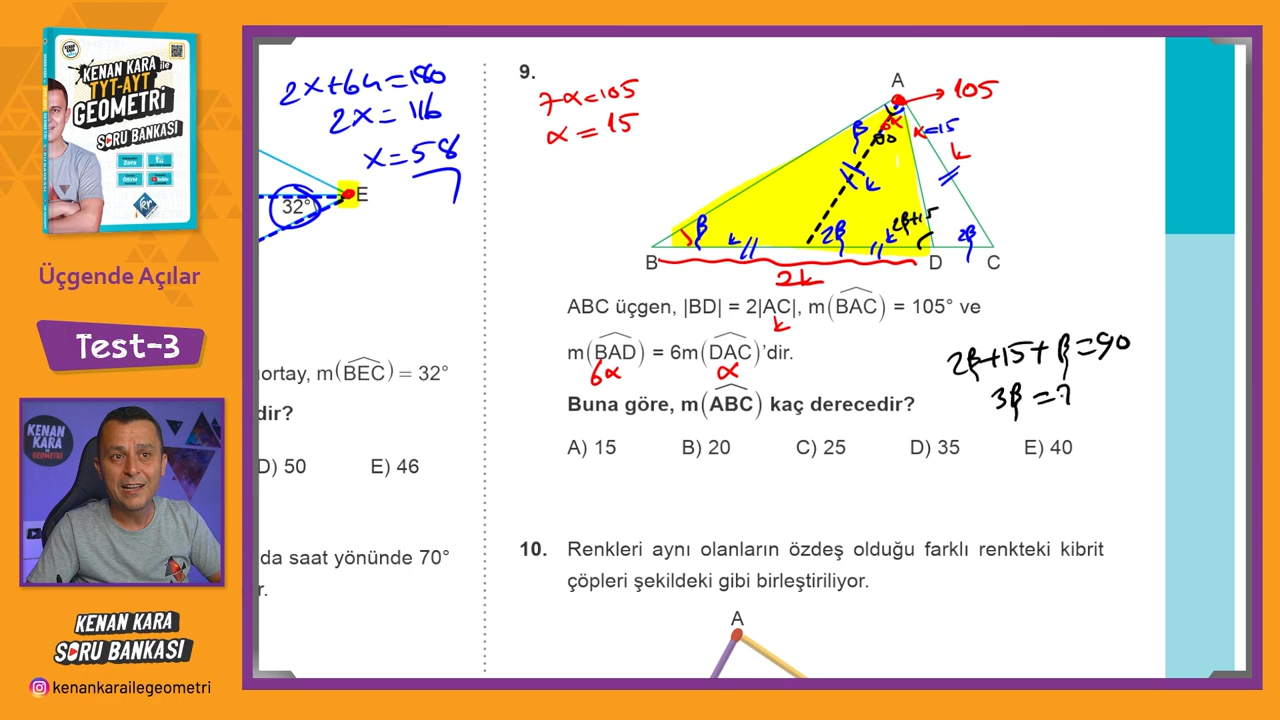 KENAN KARA ile
TYT-AYT
GEOMETRİ
SORU BANKASI
Üçgende Açılar
Test-3
KENAN
KARA
GEOMETRİ
KENAN KARA
SORU BANKASI
kenankarailegeometri
2x+64=180
2x=116
x=58
32°
E
ortay, m(BEC) = 32°
dir?
D) 50 E) 46
da saat yönünde 70°
r.
9.
7α=105
α=15
A
105
β
6α
90
α=15
k
k
β
k
2β
k
2β+15
2β
B
D
C
2k
ABC üçgen, |BD| = 2|AC|, m(BAC) = 105° ve
k
m(BAD) = 6m(DAC)'dir.
6α
α
Buna göre, m(ABC) kaç derecedir?
2β+15+β=90
3β=7
A) 15 B) 20 C) 25 D) 35 E) 40
10. Renkleri aynı olanların özdeş olduğu farklı renkteki kibrit
çöpleri şekildeki gibi birleştiriliyor.
A